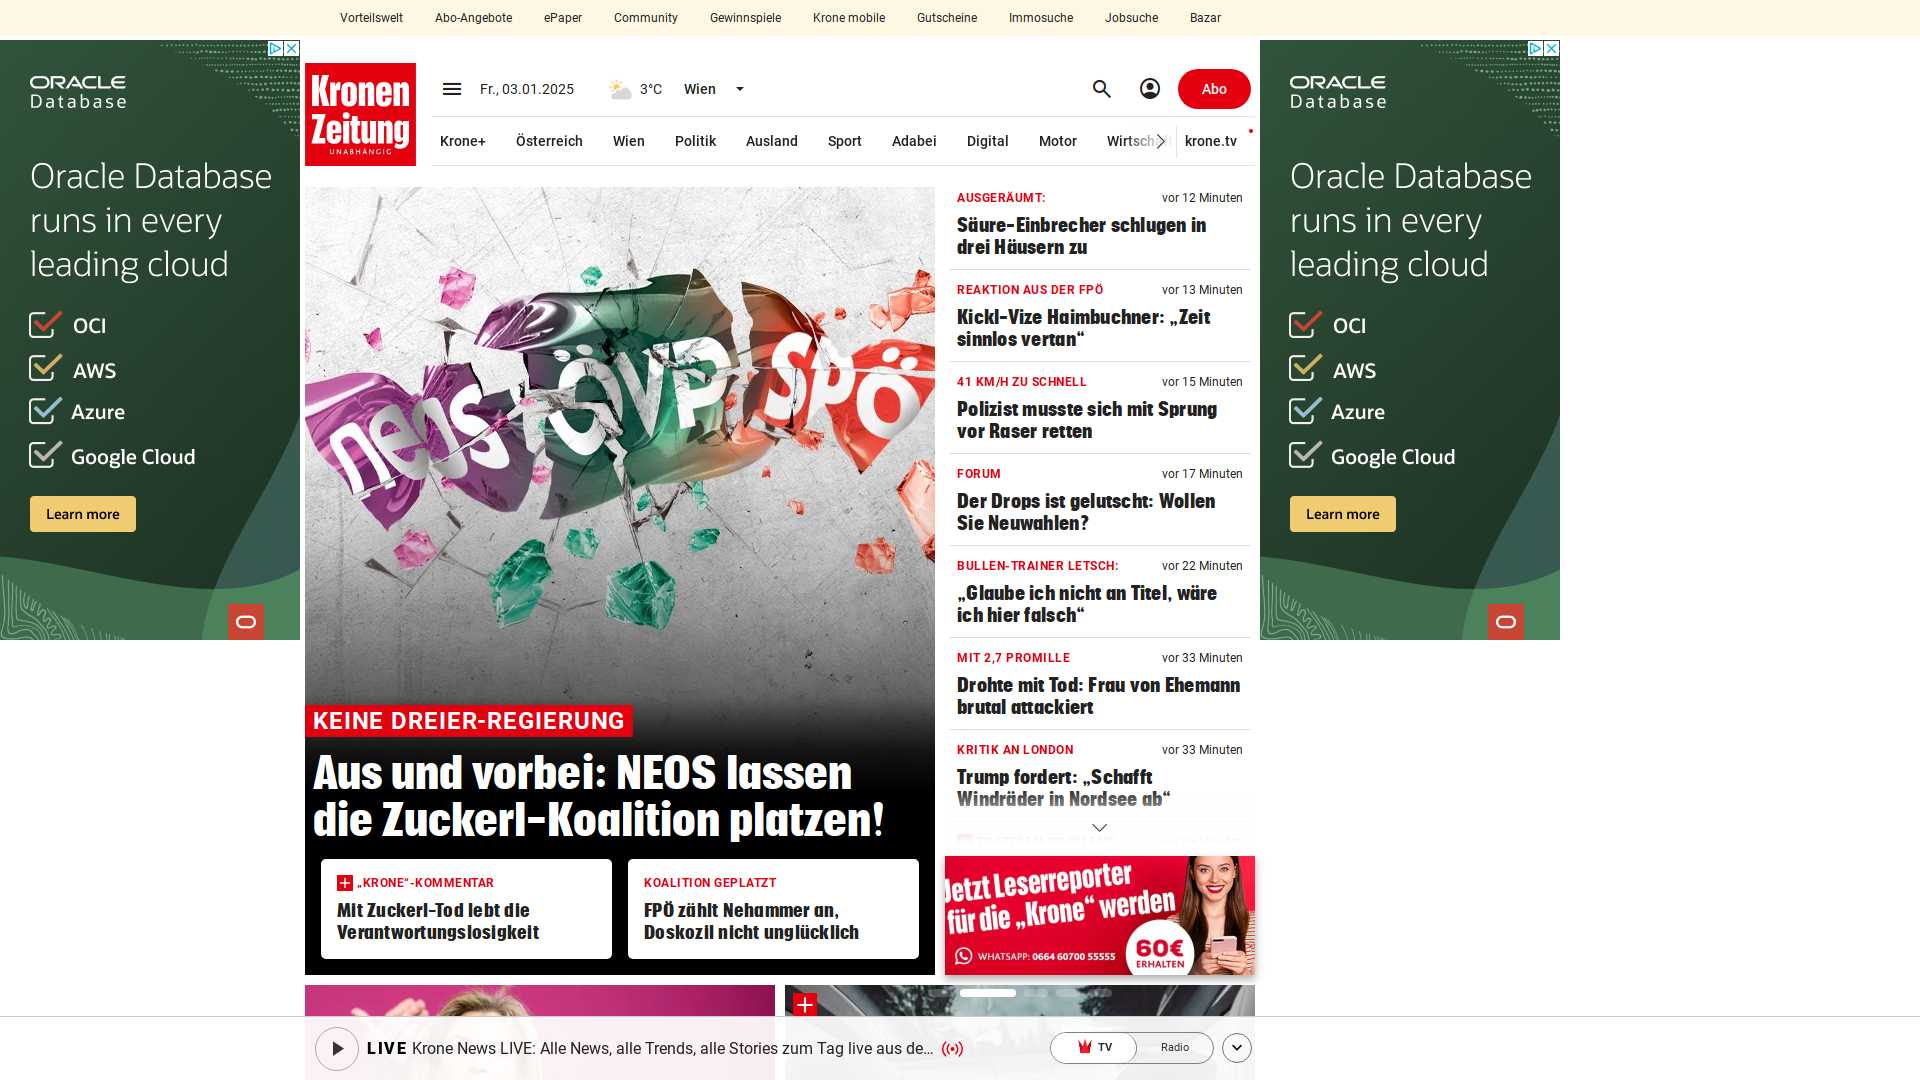 Vorteilswelt Abo-Angebote ePaper Community Gewinnspiele Krone mobile Gutscheine Immosuche Jobsuche Bazar
ORACLE
Database
Oracle Database
runs in every
leading cloud
OCI
AWS
Azure
Google Cloud
Learn more
Kronen
Zeitung
UNABHÄNGIG
Fr., 03.01.2025 3°C Wien
Abo
Krone+ Österreich Wien Politik Ausland Sport Adabei Digital Motor Wirtschaft krone.tv
neos ÖVP SPÖ
KEINE DREIER-REGIERUNG
Aus und vorbei: NEOS lassen
die Zuckerl-Koalition platzen!
„KRONE“-KOMMENTAR
Mit Zuckerl-Tod lebt die
Verantwortungslosigkeit
KOALITION GEPLATZT
FPÖ zählt Nehammer an,
Doskozil nicht unglücklich
AUSGERÄUMT: vor 12 Minuten
Säure-Einbrecher schlugen in
drei Häusern zu
REAKTION AUS DER FPÖ vor 13 Minuten
Kickl-Vize Haimbuchner: „Zeit
sinnlos vertan“
41 KM/H ZU SCHNELL vor 15 Minuten
Polizist musste sich mit Sprung
vor Raser retten
FORUM vor 17 Minuten
Der Drops ist gelutscht: Wollen
Sie Neuwahlen?
BULLEN-TRAINER LETSCH: vor 22 Minuten
„Glaube ich nicht an Titel, wäre
ich hier falsch“
MIT 2,7 PROMILLE vor 33 Minuten
Drohte mit Tod: Frau von Ehemann
brutal attackiert
KRITIK AN LONDON vor 33 Minuten
Trump fordert: „Schafft
Windräder in Nordsee ab“
Jetzt Leserreporter
für die „Krone“ werden
WHATSAPP: 0664 60700 55555
60€
ERHALTEN
ORACLE
Database
Oracle Database
runs in every
leading cloud
OCI
AWS
Azure
Google Cloud
Learn more
LIVE Krone News LIVE: Alle News, alle Trends, alle Stories zum Tag live aus de...
TV Radio